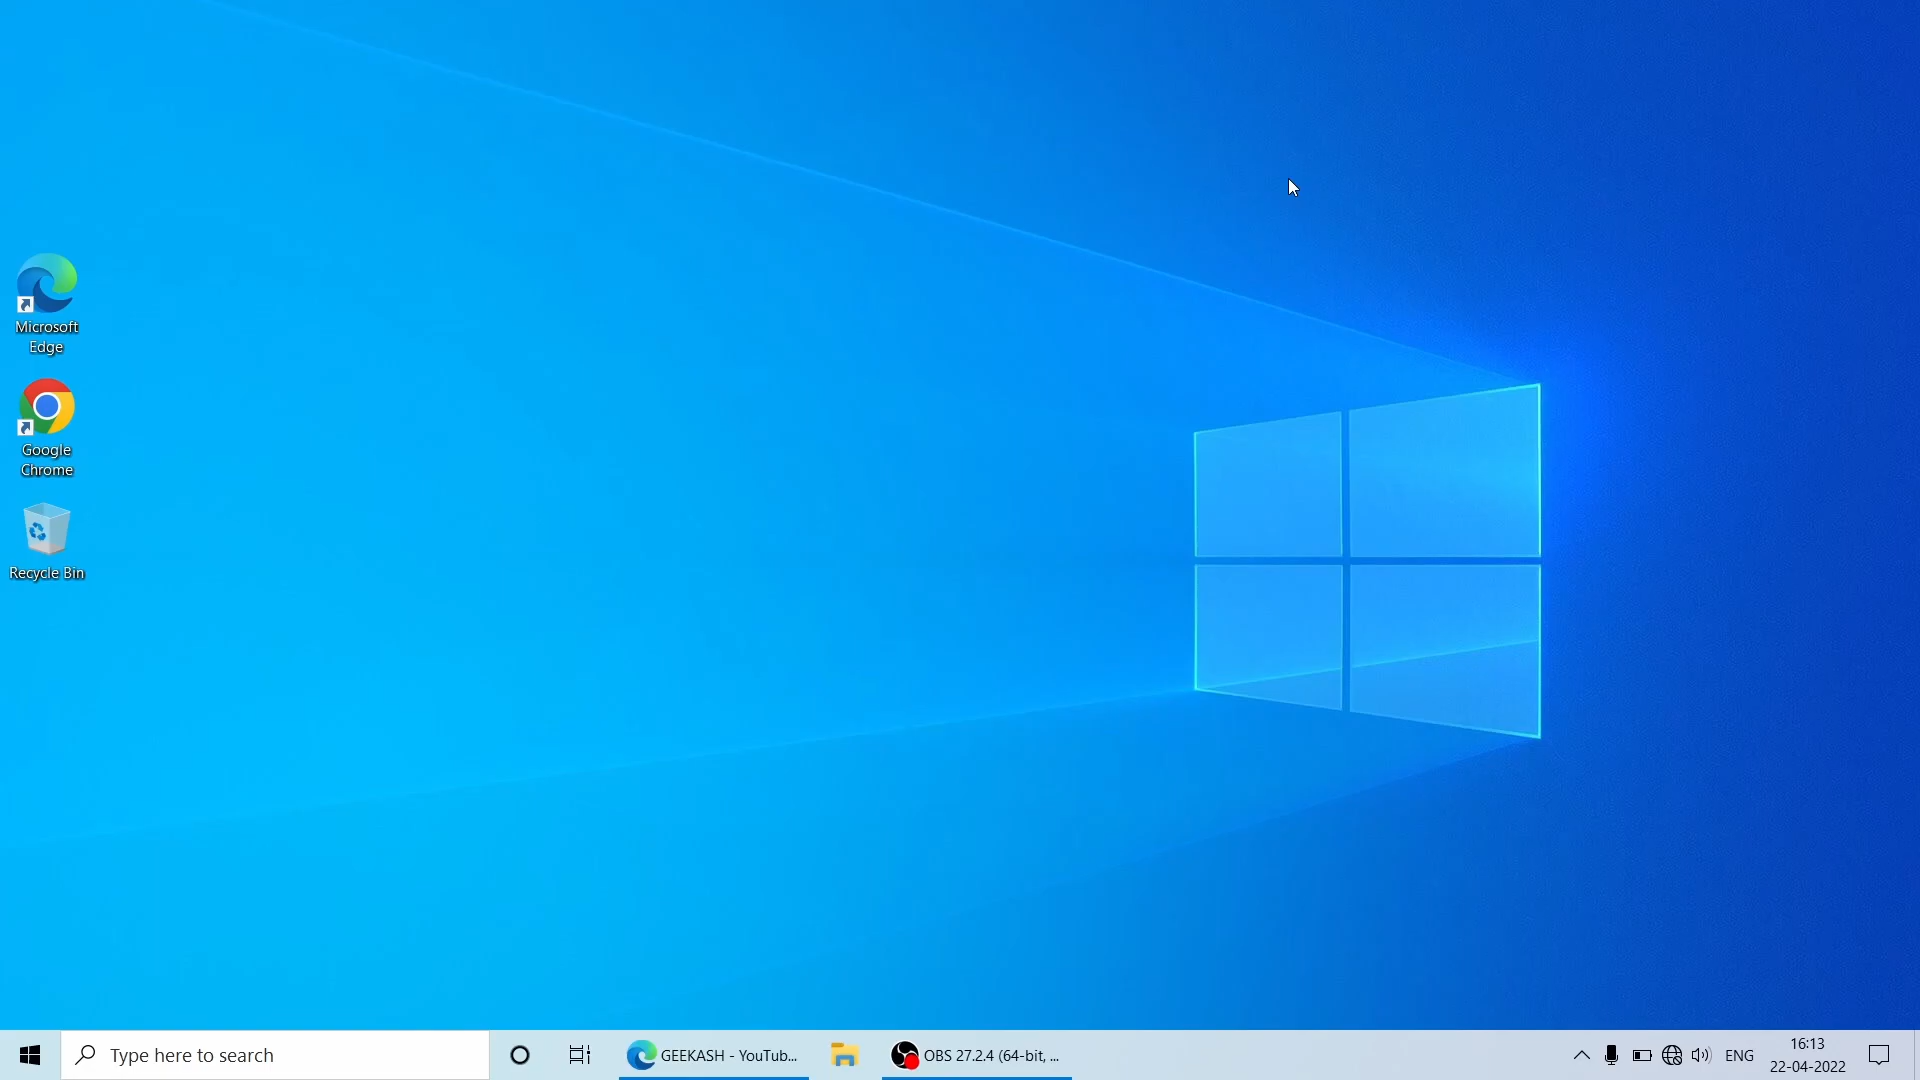 Microsoft
Edge
Google
Chrome
Recycle Bin
Type here to search
GEEKASH - YouTub...
OBS 27.2.4 (64-bit, ...
ENG
16:13
22-04-2022